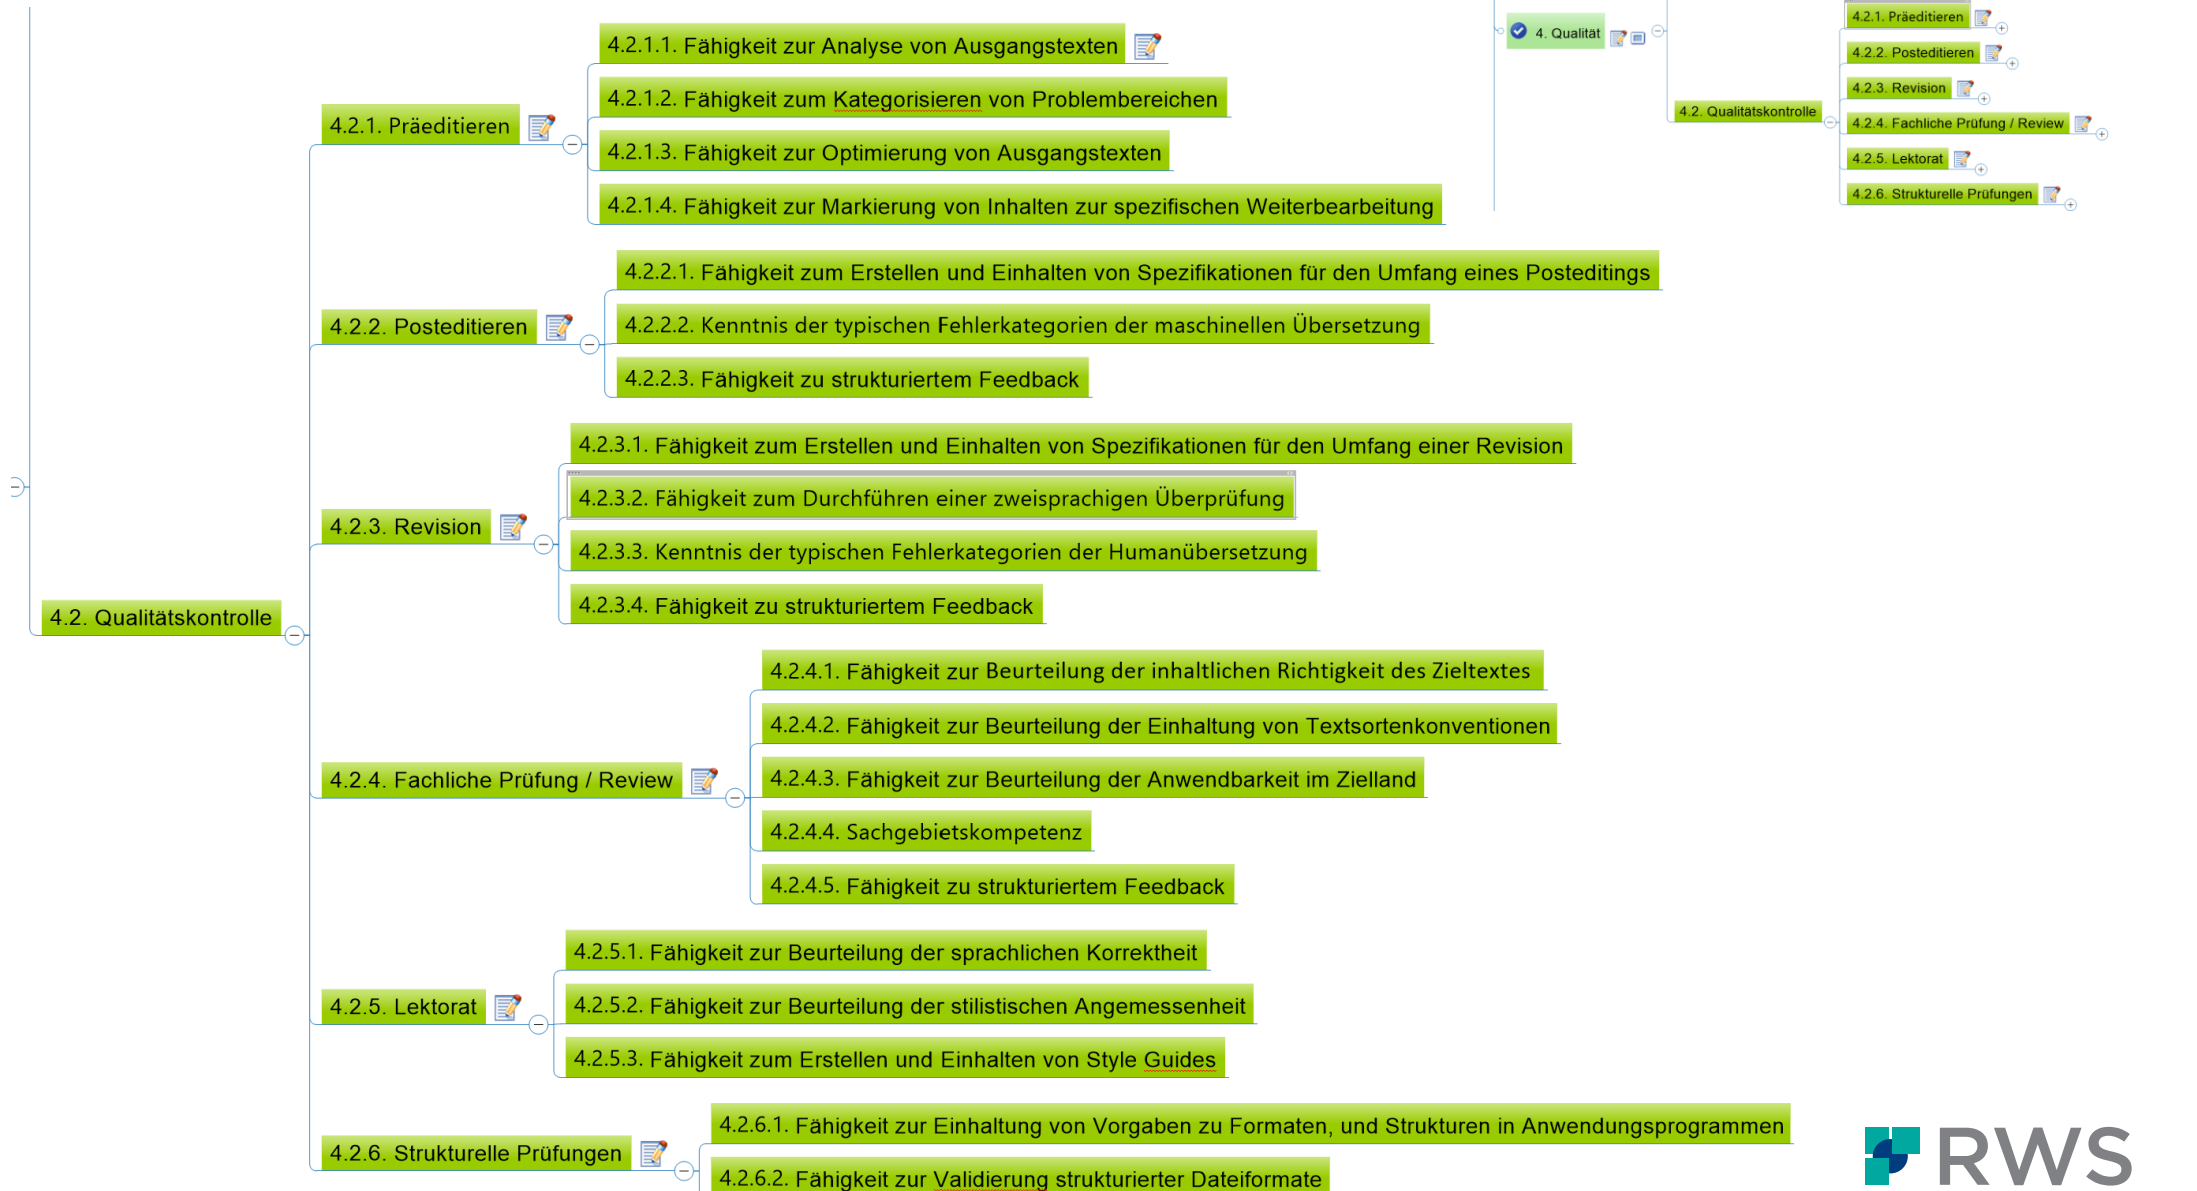 4.2.1.1. Fähigkeit zur Analyse von Ausgangstexten
4.2.1.2. Fähigkeit zum Kategorisieren von Problembereichen
4.2.1. Präeditieren
4.2.1.3. Fähigkeit zur Optimierung von Ausgangstexten
4.2.1.4. Fähigkeit zur Markierung von Inhalten zur spezifischen Weiterbearbeitung
4.2.2.1. Fähigkeit zum Erstellen und Einhalten von Spezifikationen für den Umfang eines Posteditings
4.2.2. Posteditieren
4.2.2.2. Kenntnis der typischen Fehlerkategorien der maschinellen Übersetzung
4.2.2.3. Fähigkeit zu strukturiertem Feedback
4.2.3.1. Fähigkeit zum Erstellen und Einhalten von Spezifikationen für den Umfang einer Revision
4.2.3.2. Fähigkeit zum Durchführen einer zweisprachigen Überprüfung
4.2.3. Revision
4.2.3.3. Kenntnis der typischen Fehlerkategorien der Humanübersetzung
4.2.3.4. Fähigkeit zu strukturiertem Feedback
4.2. Qualitätskontrolle
4.2.4.1. Fähigkeit zur Beurteilung der inhaltlichen Richtigkeit des Zieltextes
4.2.4.2. Fähigkeit zur Beurteilung der Einhaltung von Textsortenkonventionen
4.2.4. Fachliche Prüfung / Review
4.2.4.3. Fähigkeit zur Beurteilung der Anwendbarkeit im Zielland
4.2.4.4. Sachgebietskompetenz
4.2.4.5. Fähigkeit zu strukturiertem Feedback
4.2.5.1. Fähigkeit zur Beurteilung der sprachlichen Korrektheit
4.2.5. Lektorat
4.2.5.2. Fähigkeit zur Beurteilung der stilistischen Angemessenheit
4.2.5.3. Fähigkeit zum Erstellen und Einhalten von Style Guides
4.2.6.1. Fähigkeit zur Einhaltung von Vorgaben zu Formaten, und Strukturen in Anwendungsprogrammen
4.2.6. Strukturelle Prüfungen
4.2.6.2. Fähigkeit zur Validierung strukturierter Dateiformate
4. Qualität
4.2. Qualitätskontrolle
4.2.1. Präeditieren
4.2.2. Posteditieren
4.2.3. Revision
4.2.4. Fachliche Prüfung / Review
4.2.5. Lektorat
4.2.6. Strukturelle Prüfungen
RWS